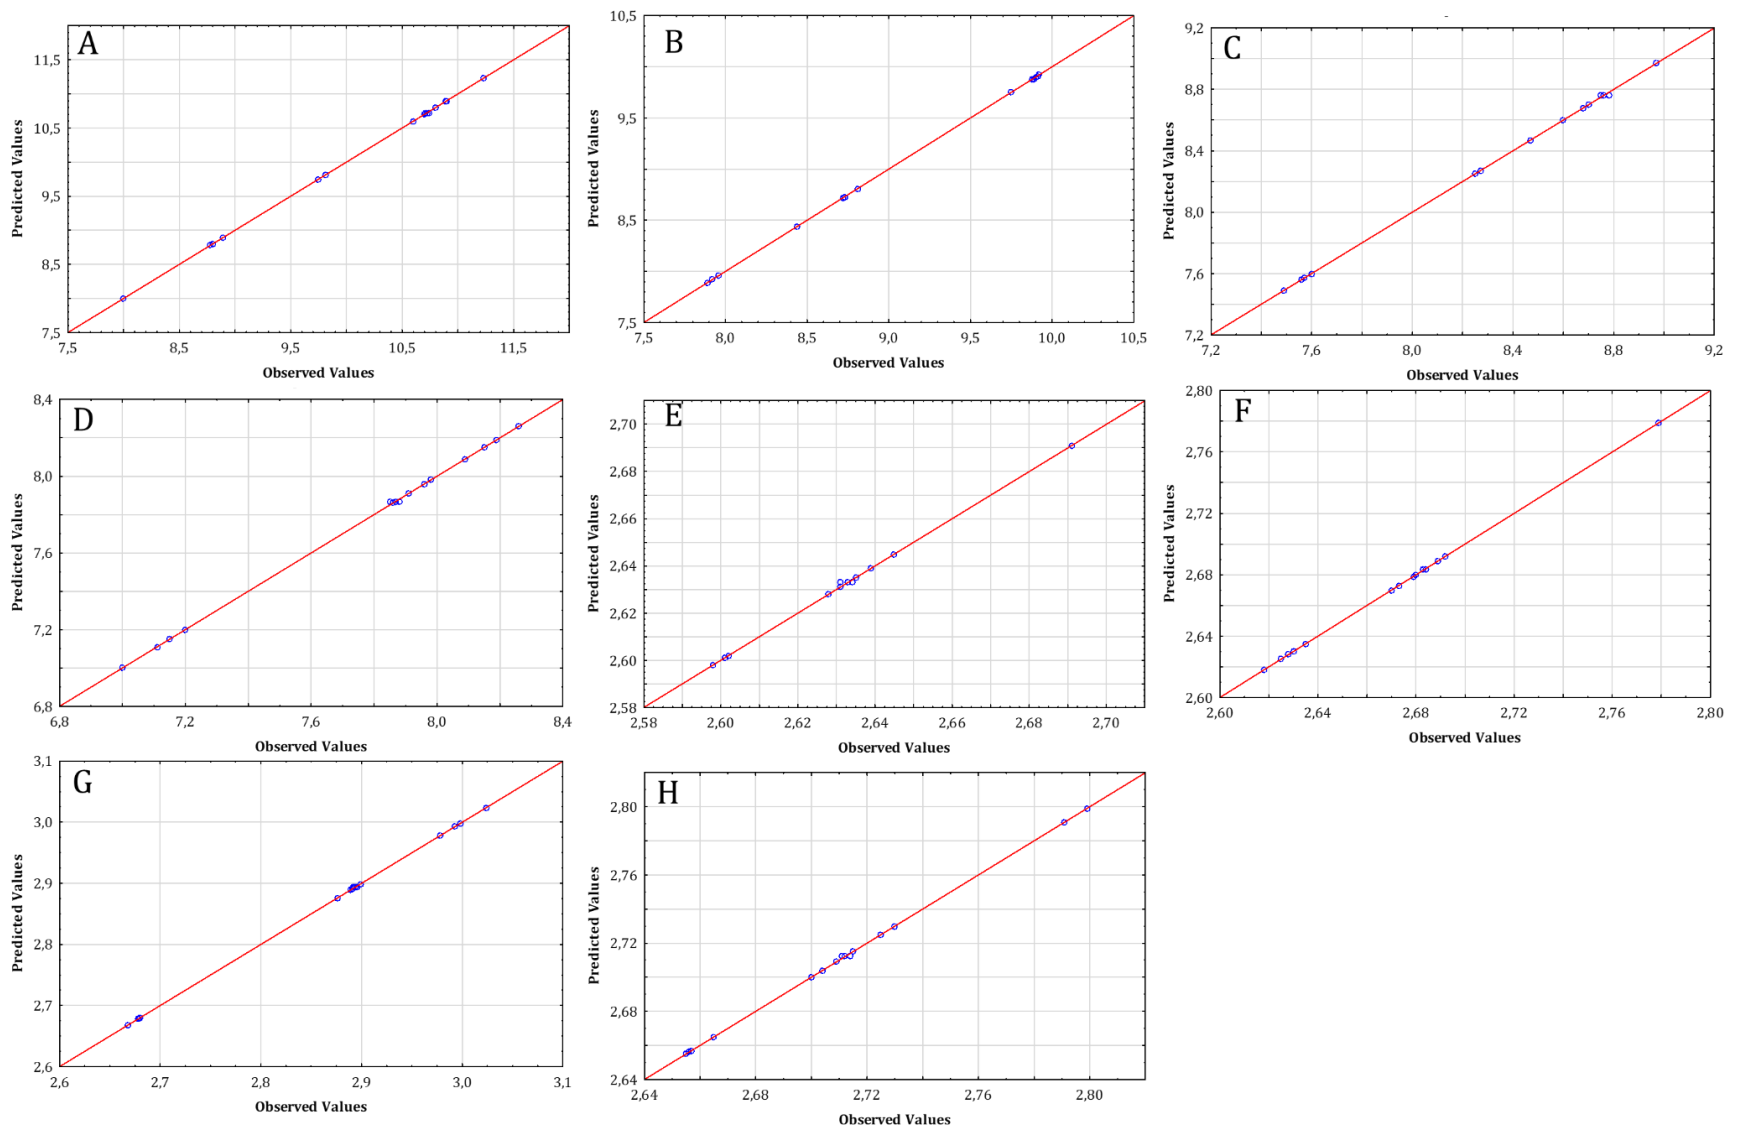 A
Predicted Values
11,5
10,5
9,5
8,5
7,5
7,5 8,5 9,5 10,5 11,5
Observed Values
B
Predicted Values
10,5
9,5
8,5
7,5
7,5 8,0 8,5 9,0 9,5 10,0 10,5
Observed Values
C
Predicted Values
9,2
8,8
8,4
8,0
7,6
7,2
7,2 7,6 8,0 8,4 8,8 9,2
Observed Values
D
Predicted Values
8,4
8,0
7,6
7,2
6,8
6,8 7,2 7,6 8,0 8,4
Observed Values
E
Predicted Values
2,70
2,68
2,66
2,64
2,62
2,60
2,58
2,58 2,60 2,62 2,64 2,66 2,68 2,70
Observed Values
F
Predicted Values
2,80
2,76
2,72
2,68
2,64
2,60
2,60 2,64 2,68 2,72 2,76 2,80
Observed Values
G
Predicted Values
3,1
3,0
2,9
2,8
2,7
2,6
2,6 2,7 2,8 2,9 3,0 3,1
Observed Values
H
Predicted Values
2,80
2,76
2,72
2,68
2,64
2,64 2,68 2,72 2,76 2,80
Observed Values